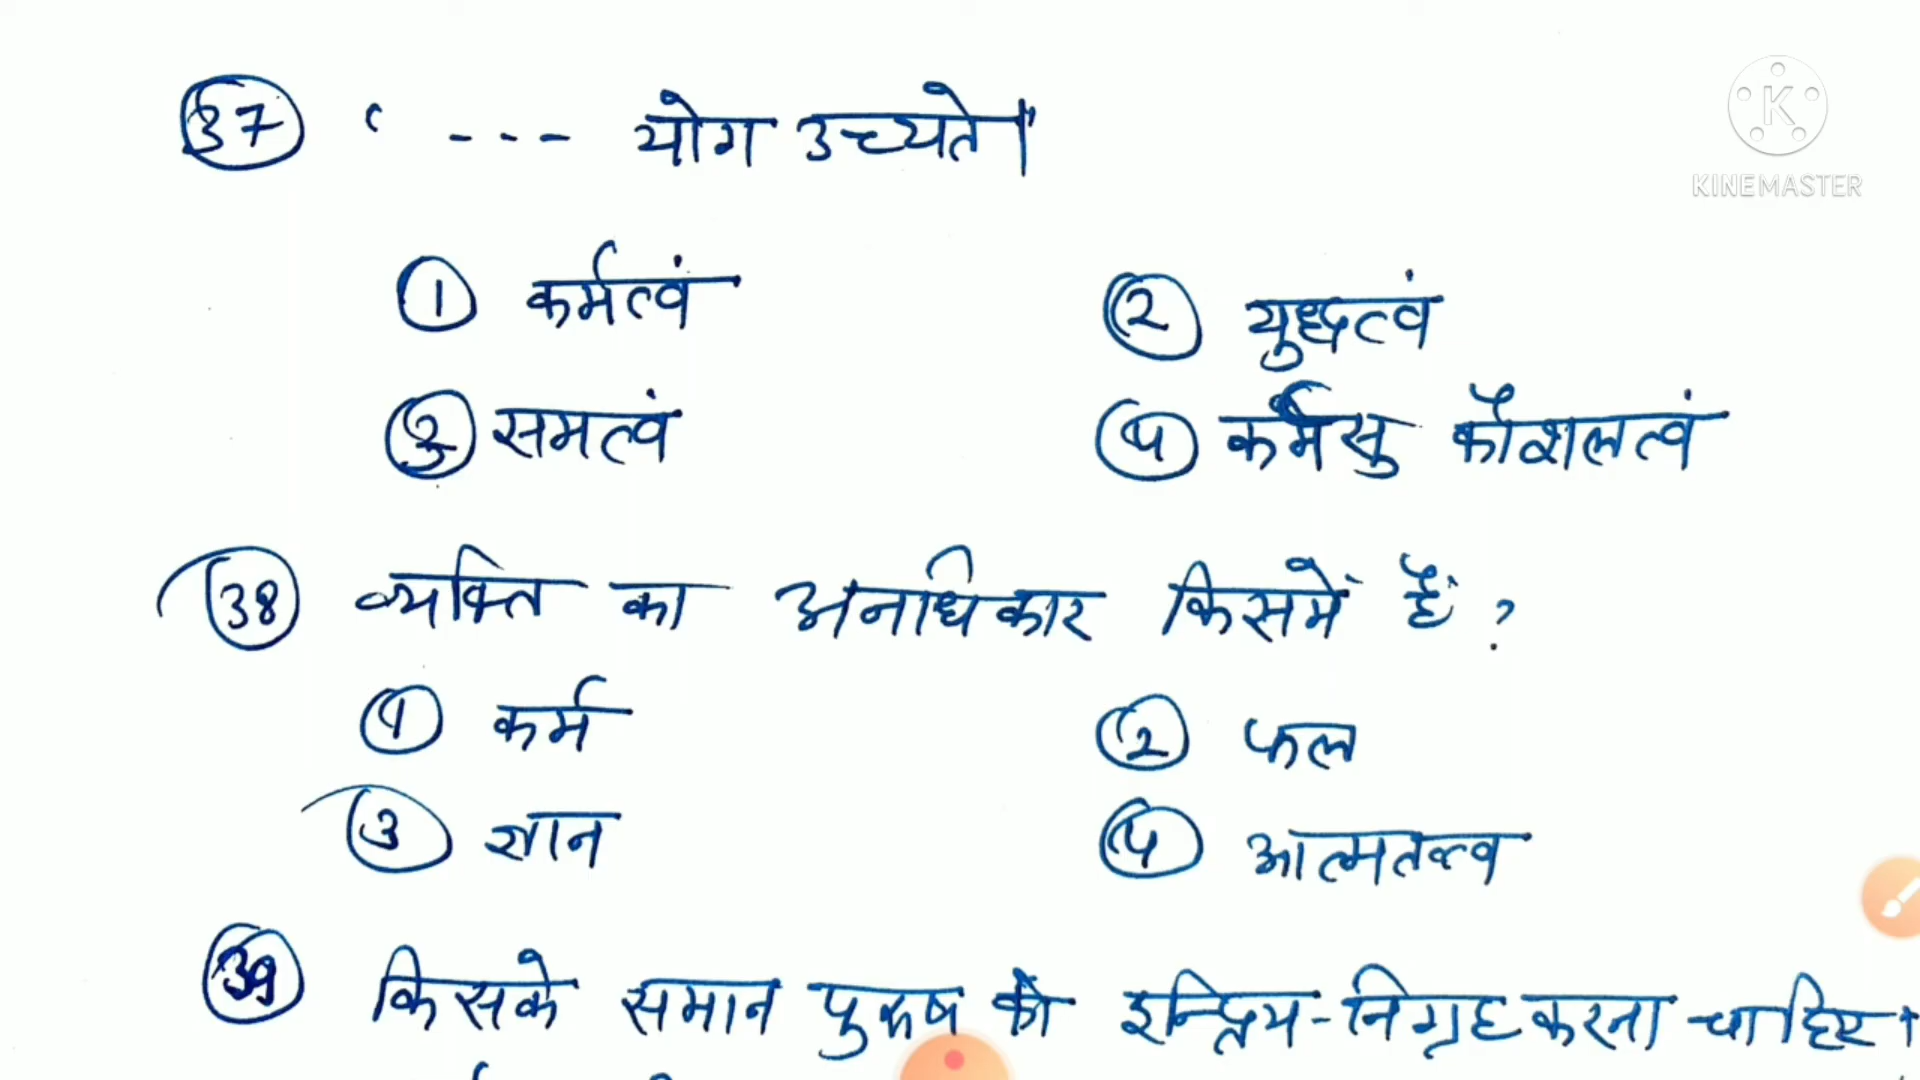 37 " - - - योग उच्यते।"
1 कर्मत्वं 2 युद्धत्वं
3 समत्वं 4 कर्मसु कौशलत्वं
38 व्यक्ति का अनाधिकार किसमें हैं ?
1 कर्म 2 फल
3 ज्ञान 4 आत्मतत्त्व
39 किसके समान पुरुष को इन्द्रिय-निग्रह करना चाहिए।
K
KINEMASTER